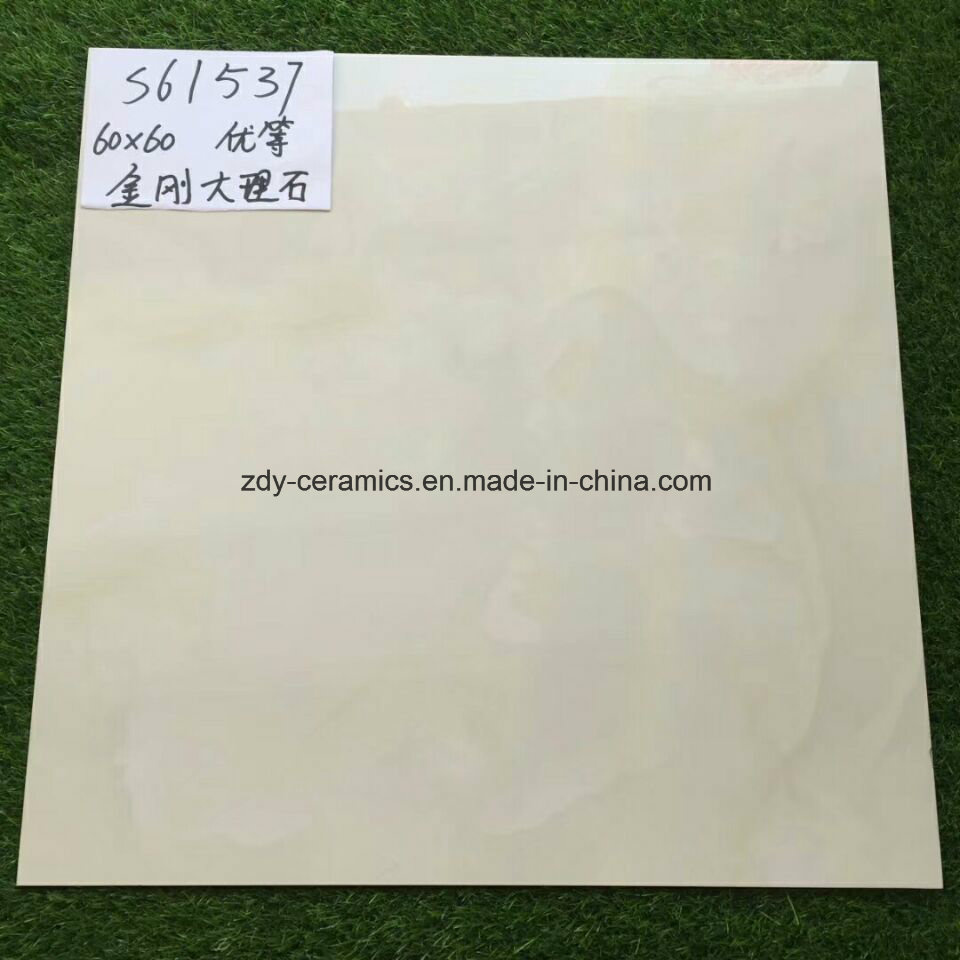 S61537
60×60 优等
金刚大理石
zdy-ceramics.en.made-in-china.com